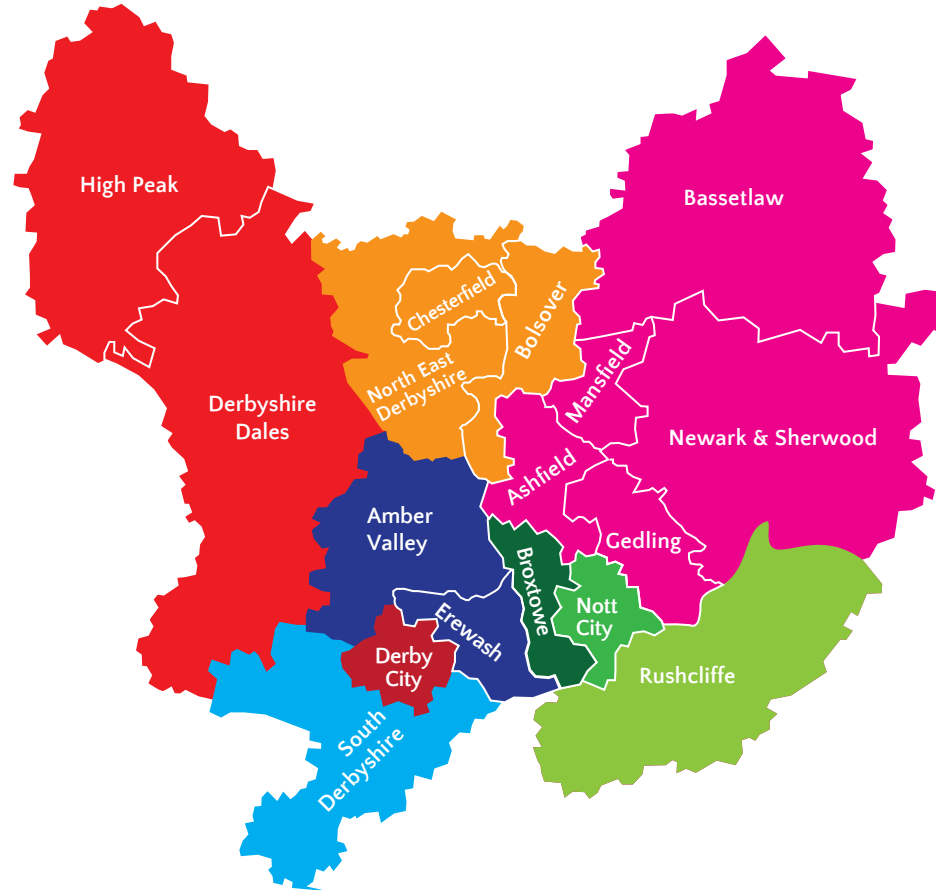 High Peak
Bassetlaw
Chesterfield
Bolsover
North East
Derbyshire
Mansfield
Derbyshire
Dales
Newark & Sherwood
Ashfield
Amber
Valley
Gedling
Broxtowe
Nott
City
Erewash
Derby
City
Rushcliffe
South
Derbyshire